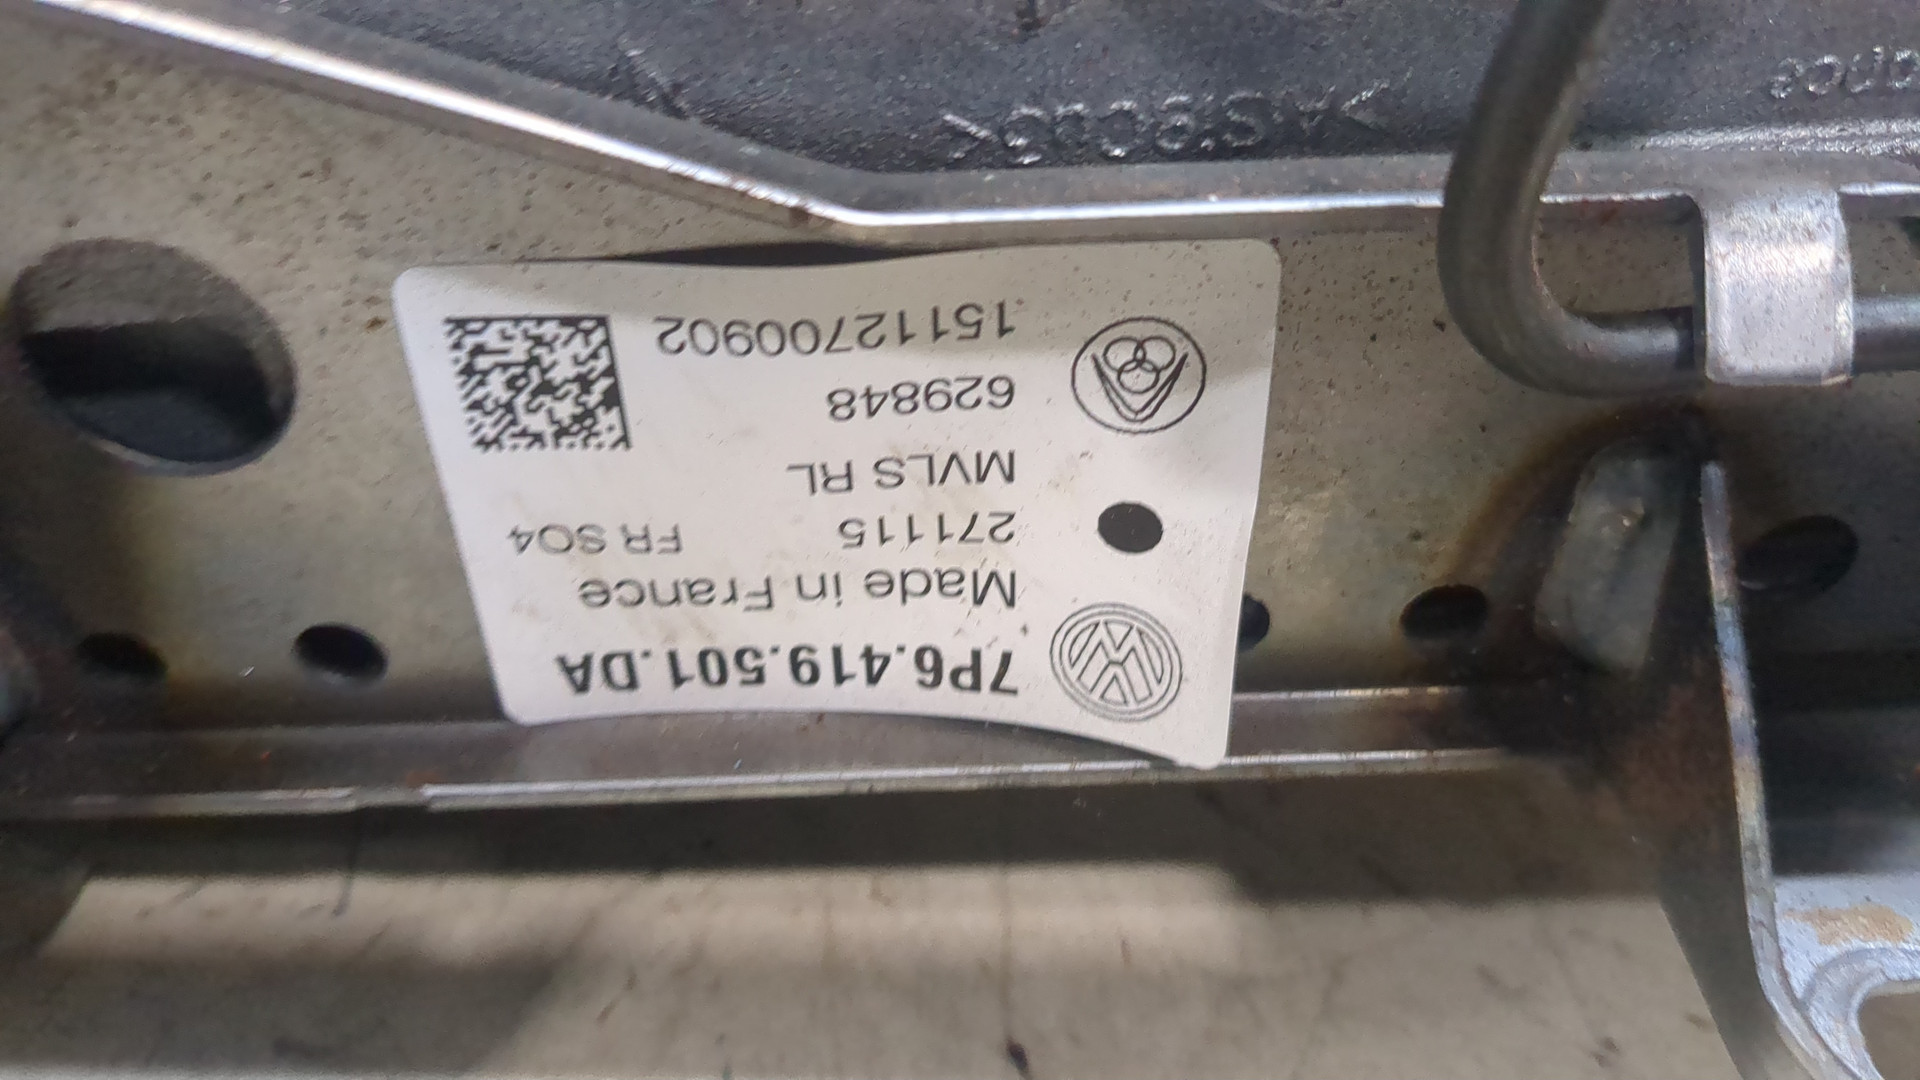 7P6.419.501.DA
Made in France
271115 FR SO4
MVLS RL
629848
15112700902